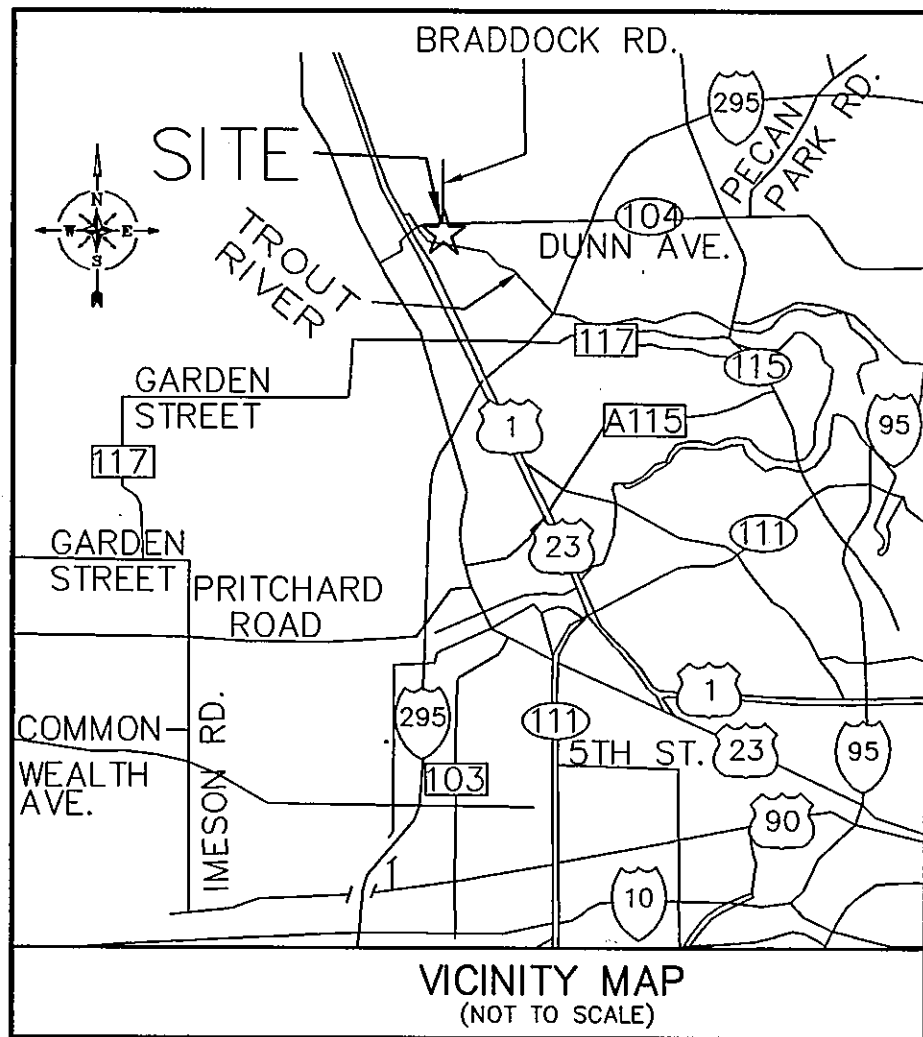 BRADDOCK RD.
295
PECAN
PARK RD.
SITE
N
W E
S
104
DUNN AVE.
TROUT
RIVER
117
115
GARDEN
STREET
1
A115
95
117
23
111
GARDEN
STREET
PRITCHARD
ROAD
IMESON RD.
295
111
1
COMMON
WEALTH
AVE.
103
5TH ST.
23
95
90
10
VICINITY MAP
(NOT TO SCALE)